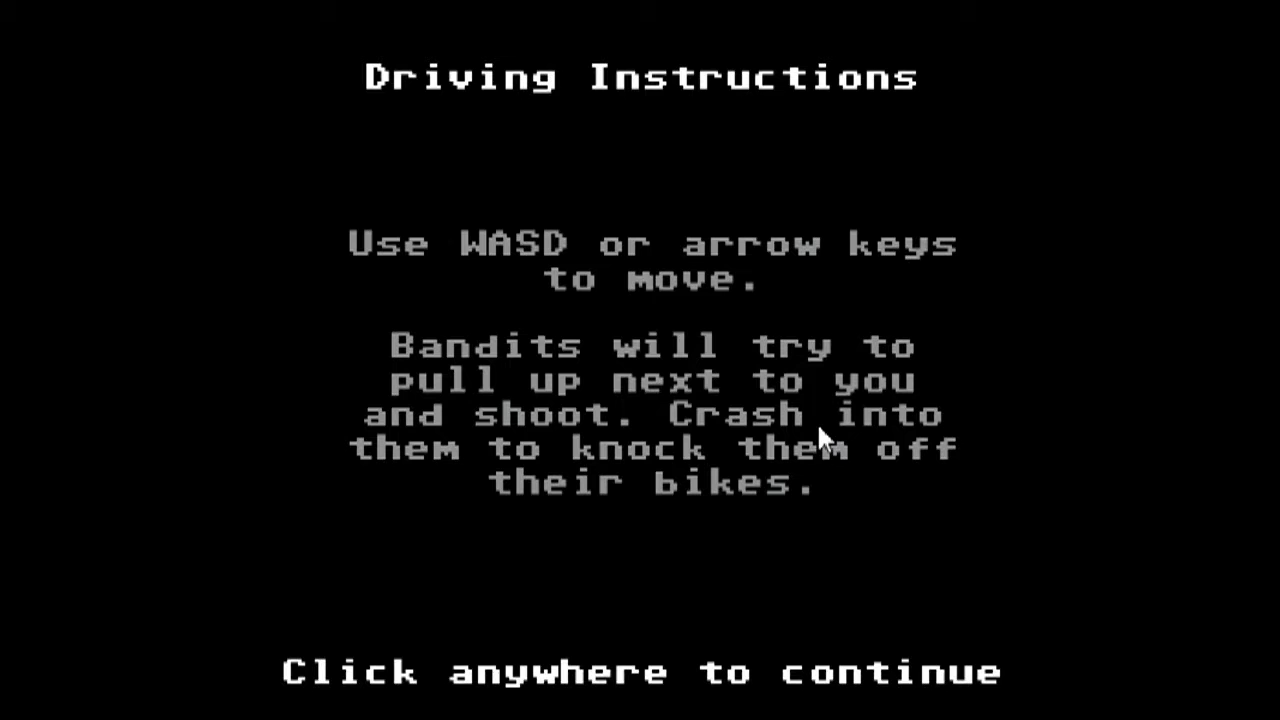 Driving Instructions
Use WASD or arrow keys
to move.
Bandits will try to
pull up next to you
and shoot. Crash into
them to knock them off
their bikes.
Click anywhere to continue